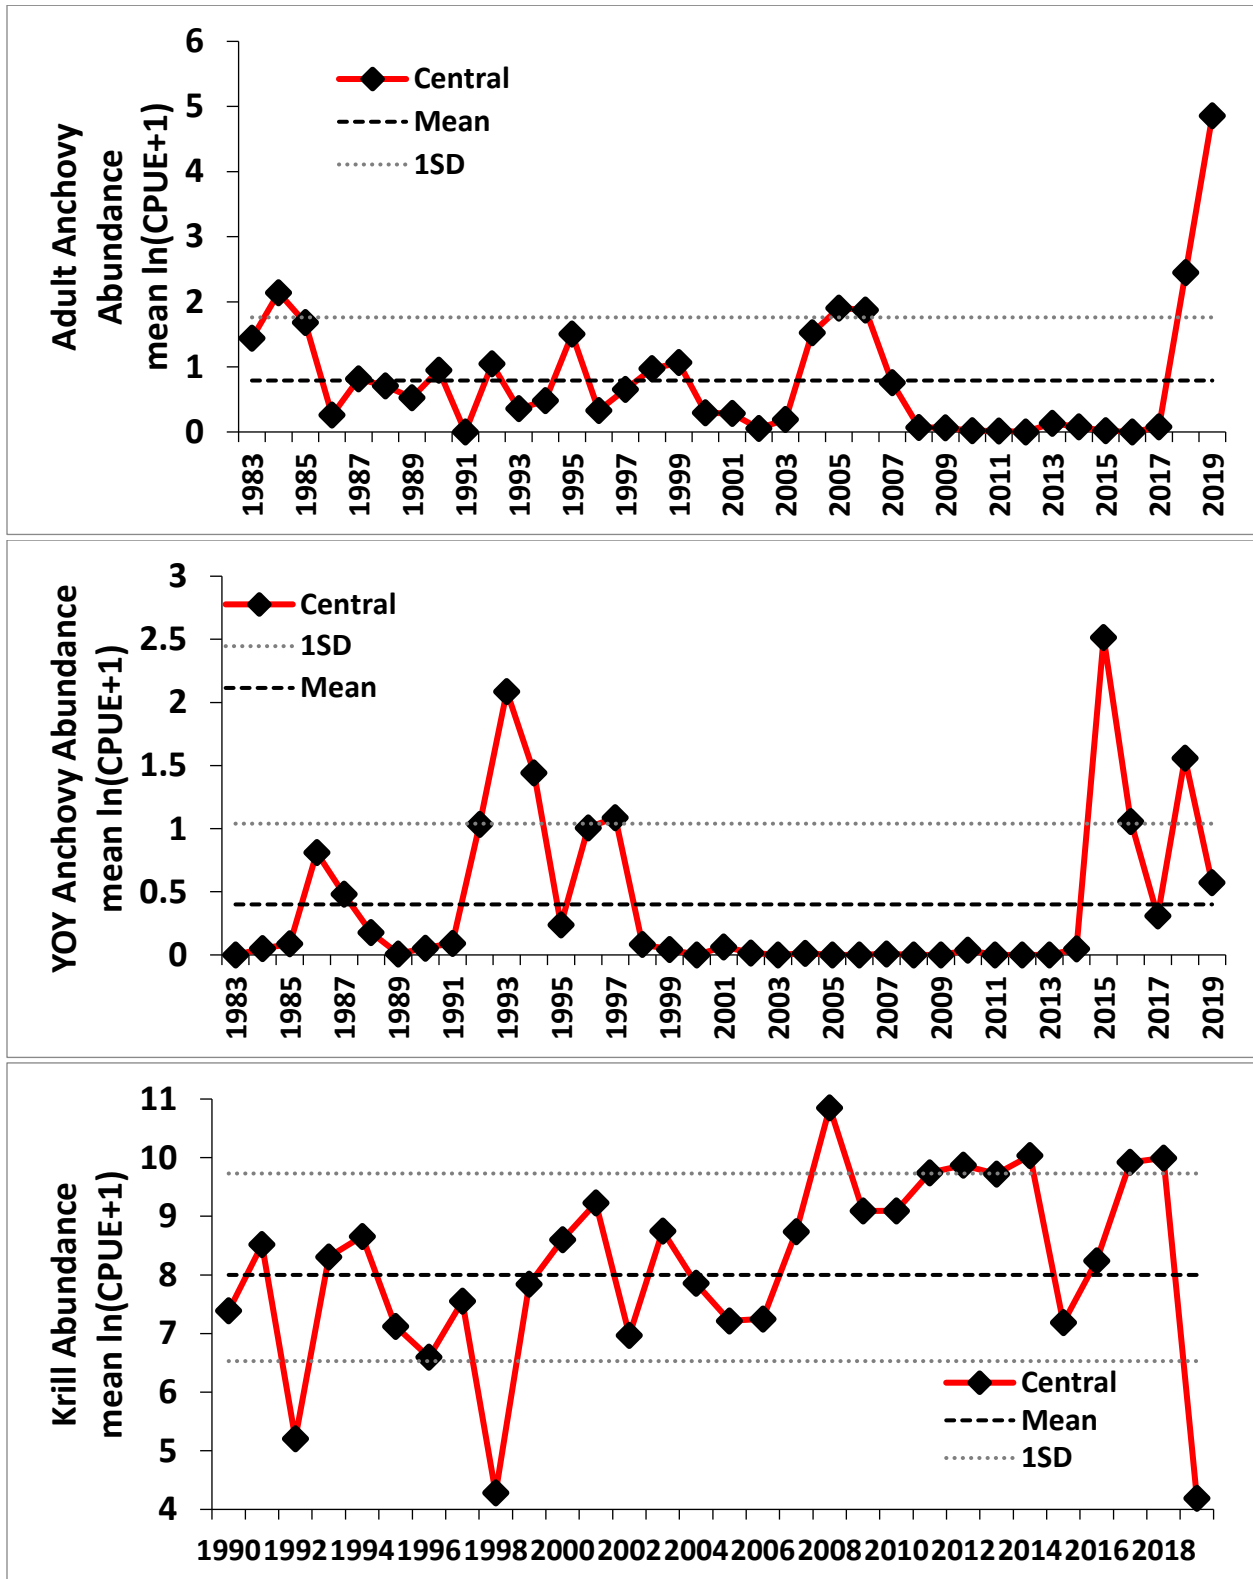 Adult Anchovy
Abundance
mean ln(CPUE+1)
6
5
4
3
2
1
0
Central
Mean
1SD
1983 1985 1987 1989 1991 1993 1995 1997 1999 2001 2003 2005 2007 2009 2011 2013 2015 2017 2019
YOY Anchovy Abundance
mean ln(CPUE+1)
3
2.5
2
1.5
1
0.5
0
Central
1SD
Mean
1983 1985 1987 1989 1991 1993 1995 1997 1999 2001 2003 2005 2007 2009 2011 2013 2015 2017 2019
Krill Abundance
mean ln(CPUE+1)
11
10
9
8
7
6
5
4
Central
Mean
1SD
1990 1992 1994 1996 1998 2000 2002 2004 2006 2008 2010 2012 2014 2016 2018